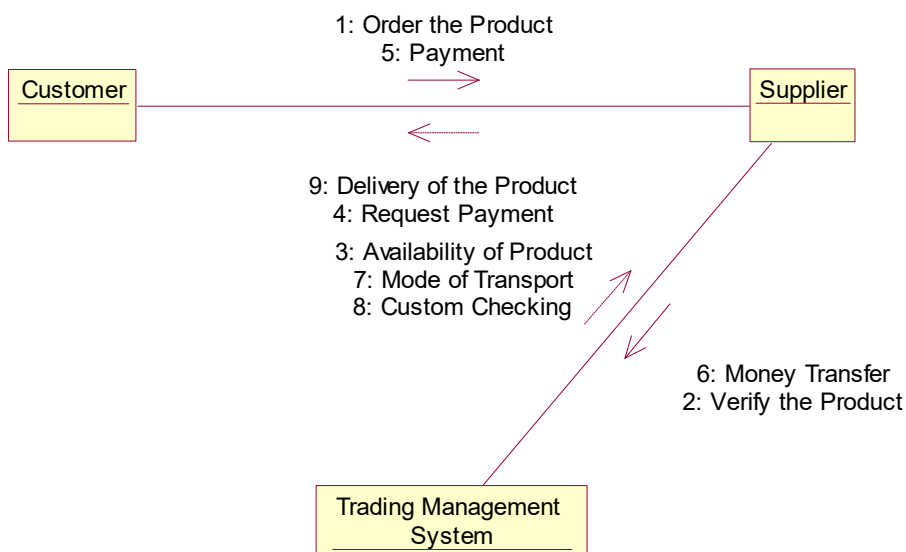 1: Order the Product
5: Payment
Customer
Supplier
9: Delivery of the Product
4: Request Payment
3: Availability of Product
7: Mode of Transport
8: Custom Checking
6: Money Transfer
2: Verify the Product
Trading Management
System